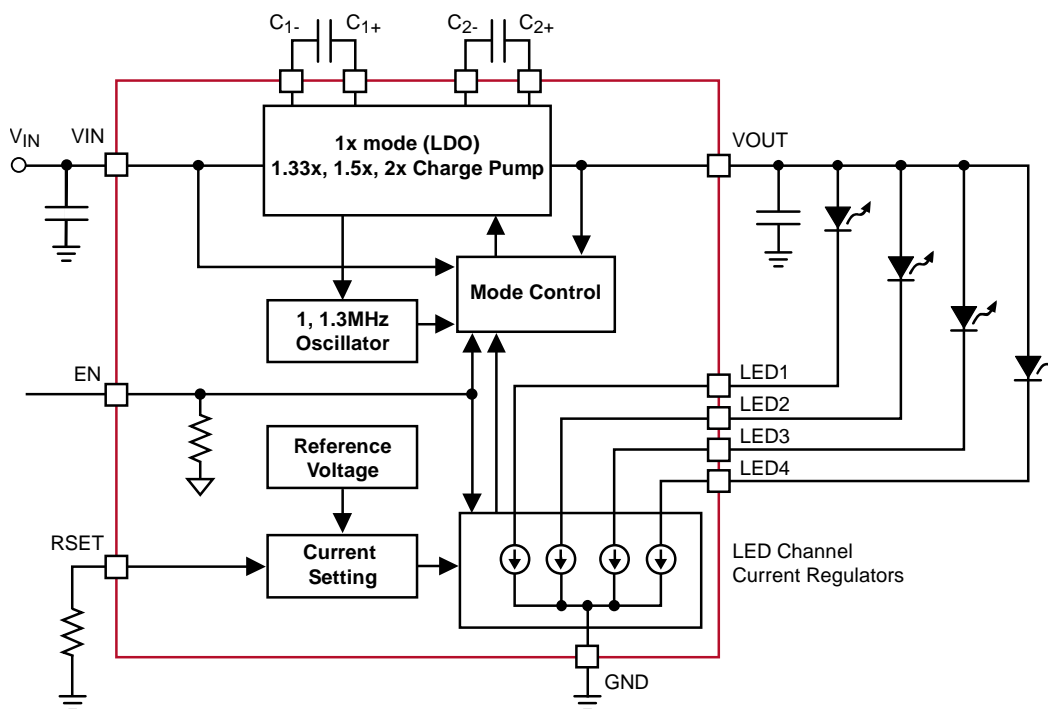 C1- C1+ C2- C2+
VIN VIN
1x mode (LDO)
1.33x, 1.5x, 2x Charge Pump
VOUT
Mode Control
1, 1.3MHz
Oscillator
EN
LED1
LED2
LED3
LED4
Reference
Voltage
RSET
Current
Setting
LED Channel
Current Regulators
GND